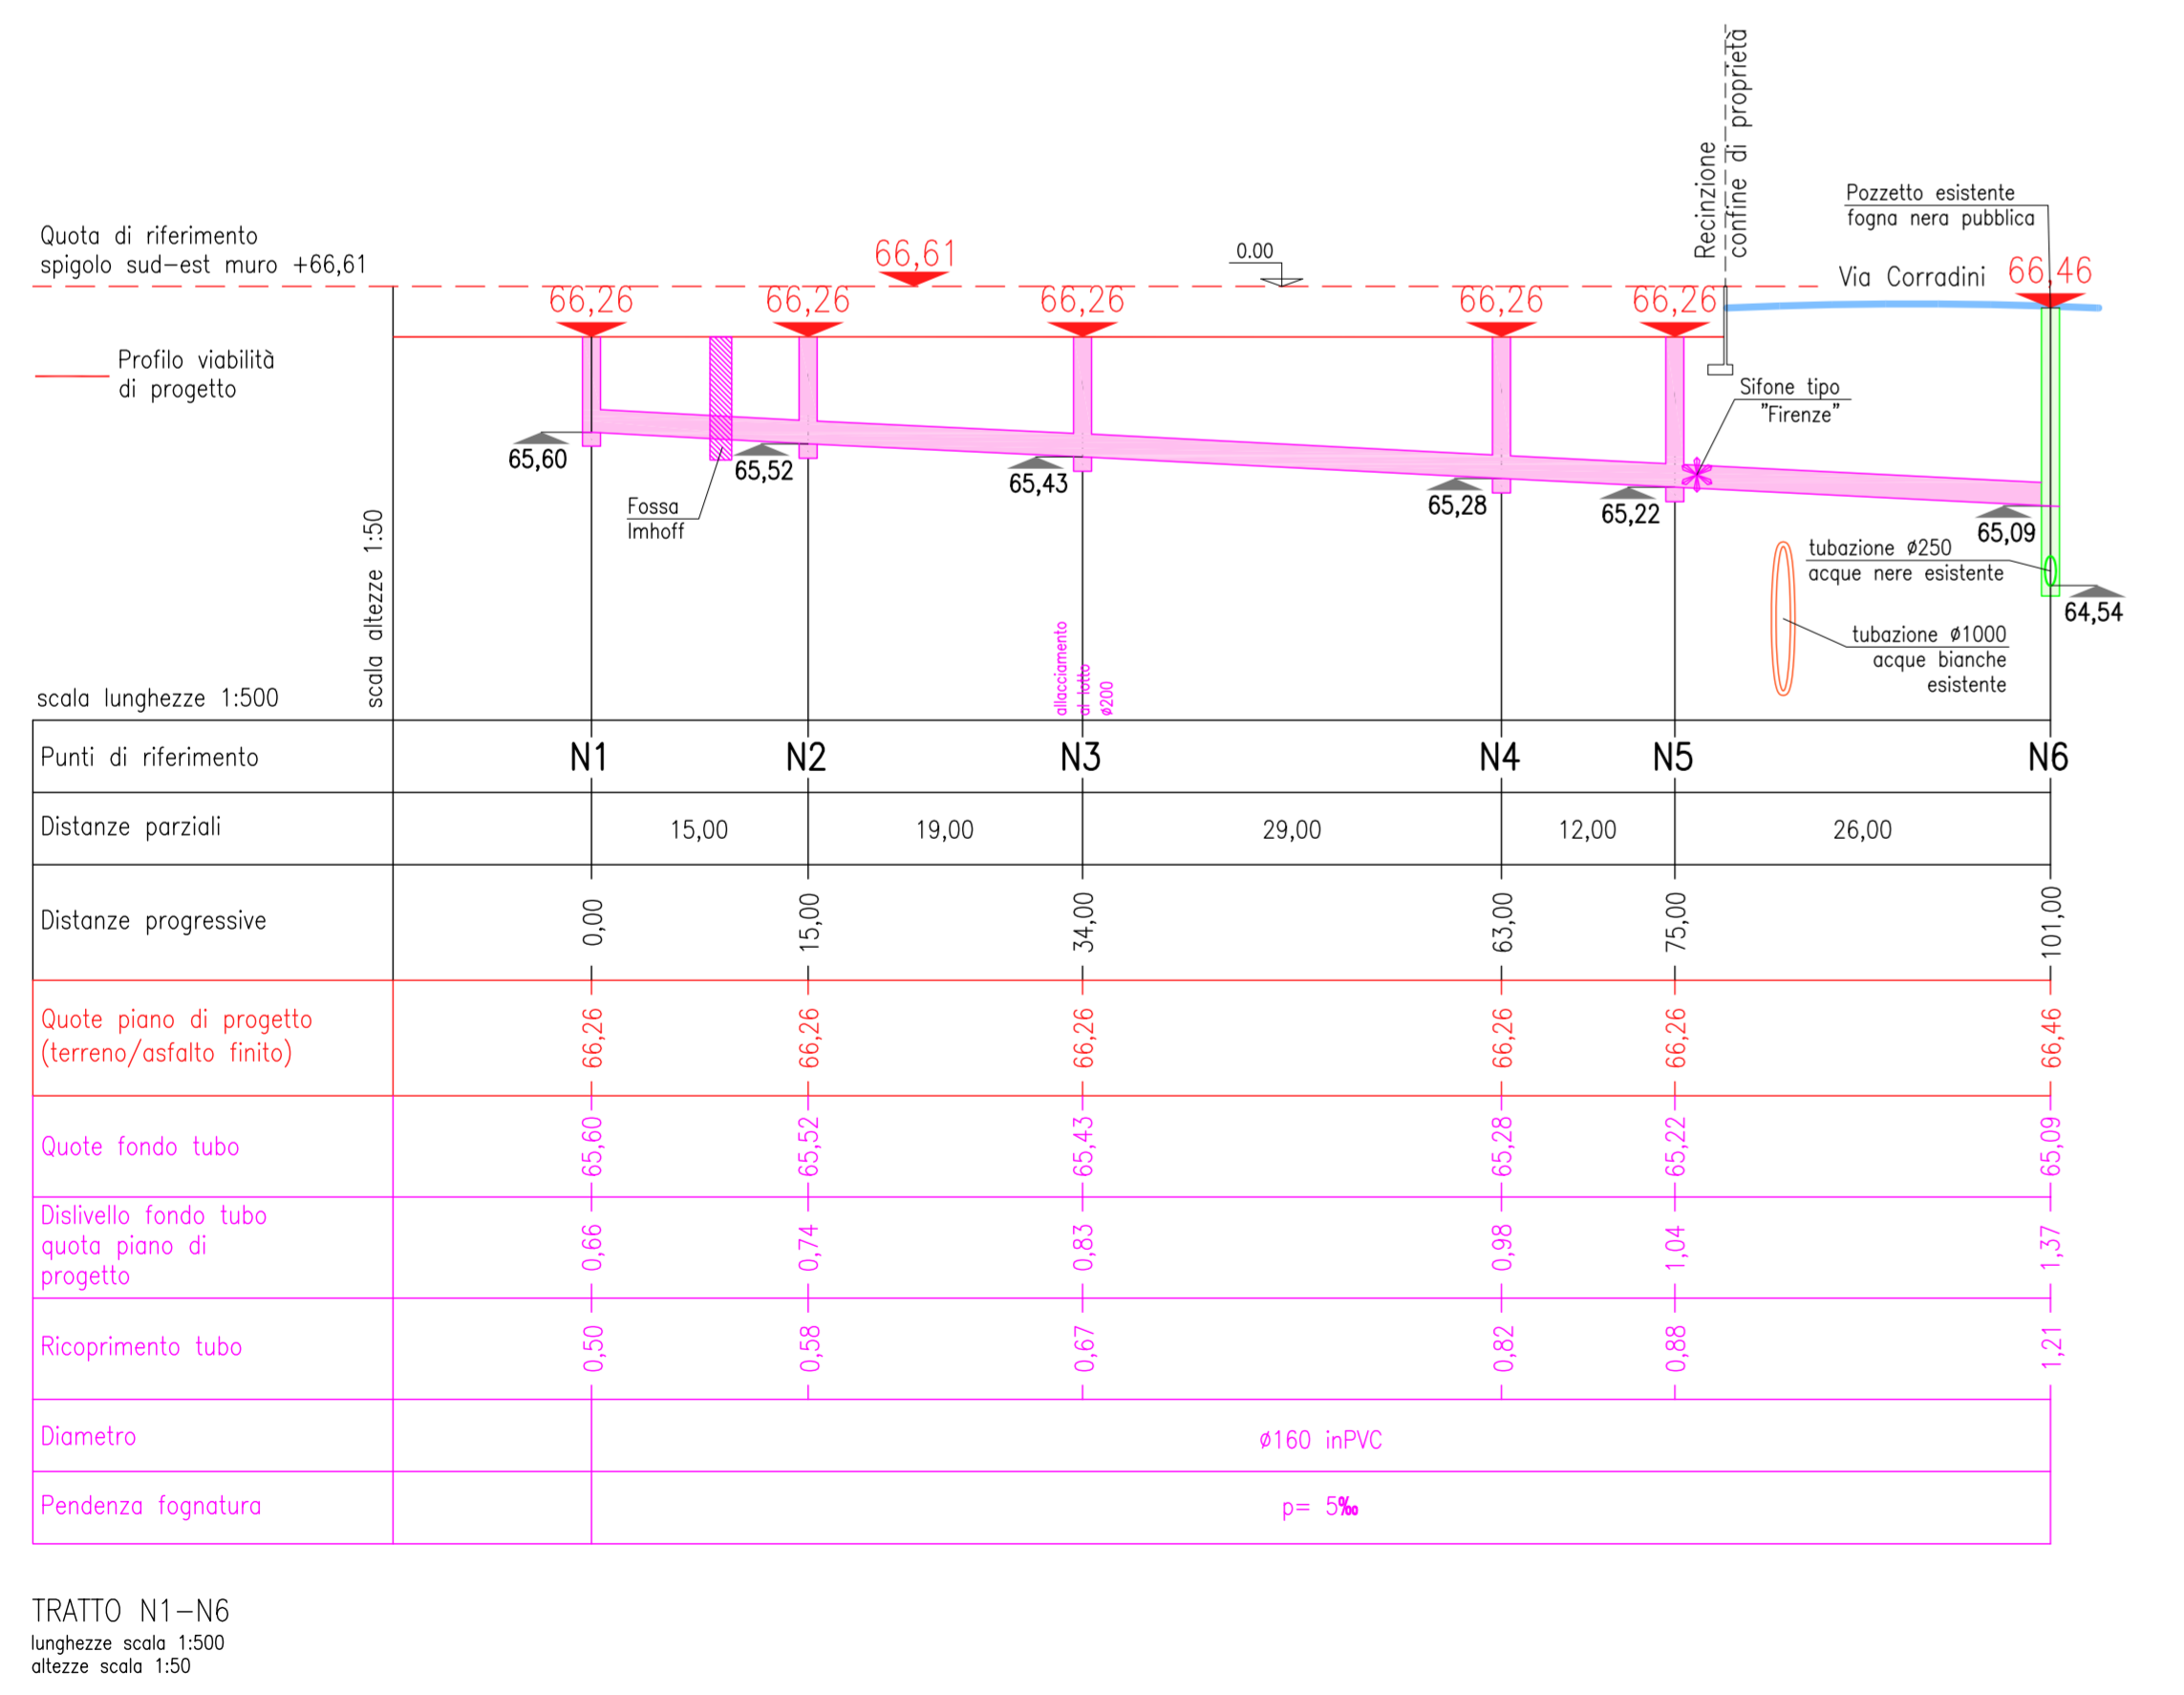 Recinzione
confine di proprietà
Pozzetto esistente
fogna nera pubblica
Quota di riferimento
spigolo sud-est muro +66,61
66,61
0.00
Via Corradini
66,46
66,26
66,26
66,26
66,26
66,26
Profilo viabilità
di progetto
Sifone tipo
"Firenze"
65,60
65,52
65,43
65,28
65,22
65,09
Fossa
Imhoff
tubazione ø250
acque nere esistente
64,54
tubazione ø1000
acque bianche
esistente
allacciamento
al lotto
ø200
scala altezze 1:50
scala lunghezze 1:500
Punti di riferimento N1 N2 N3 N4 N5 N6
Distanze parziali 15,00 19,00 29,00 12,00 26,00
Distanze progressive 0,00 15,00 34,00 63,00 75,00 101,00
Quote piano di progetto
(terreno/asfalto finito)
66,26 66,26 66,26 66,26 66,26 66,46
Quote fondo tubo 65,60 65,52 65,43 65,28 65,22 65,09
Dislivello fondo tubo
quota piano di
progetto
0,66 0,74 0,83 0,98 1,04 1,37
Ricoprimento tubo 0,50 0,58 0,67 0,82 0,88 1,21
Diametro ø160 inPVC
Pendenza fognatura p= 5‰
TRATTO N1-N6
lunghezze scala 1:500
altezze scala 1:50